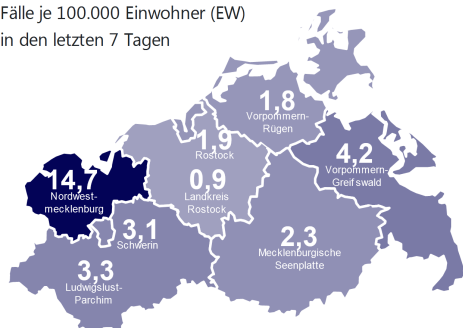 Fälle je 100.000 Einwohner (EW)
in den letzten 7 Tagen
1,8
Vorpommern-
Rügen
1,9
Rostock
4,2
Vorpommern-
Greifswald
14,7
Nordwest-
mecklenburg
0,9
Landkreis
Rostock
3,1
Schwerin
2,3
Mecklenburgische
Seenplatte
3,3
Ludwigslust-
Parchim